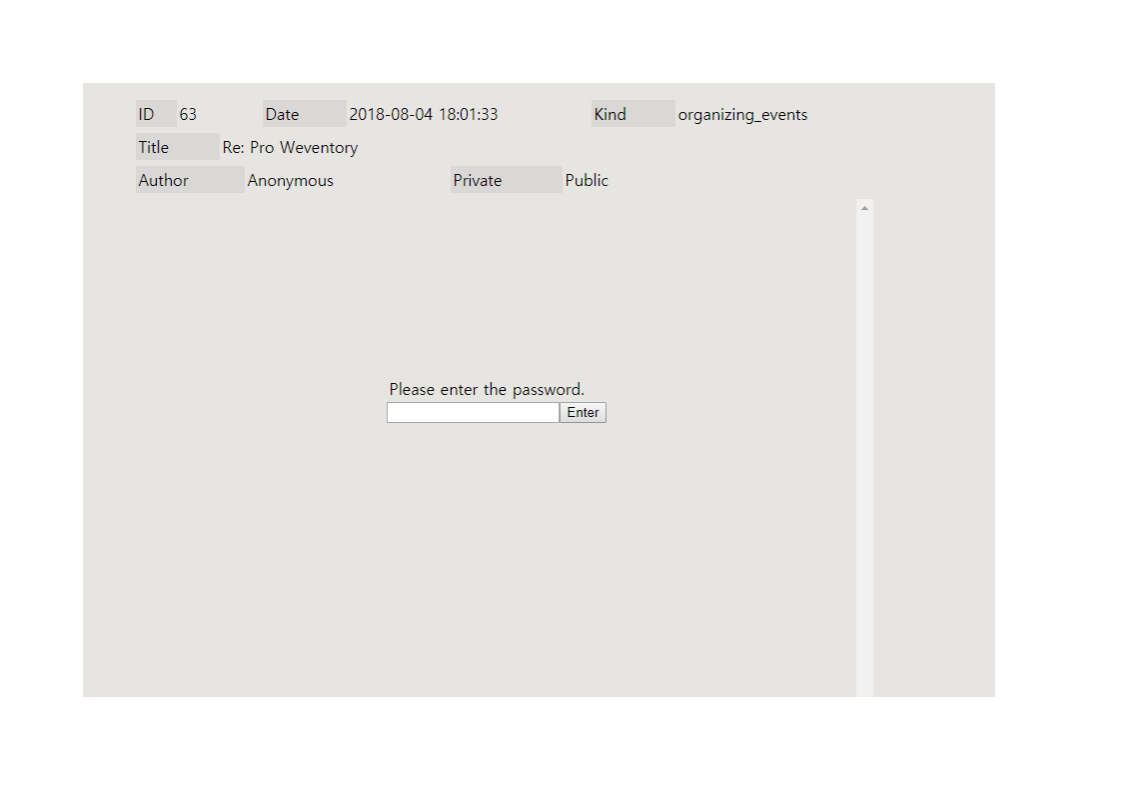 ID 63 Date 2018-08-04 18:01:33 Kind organizing_events
Title Re: Pro Weventory
Author Anonymous Private Public
Please enter the password.
Enter